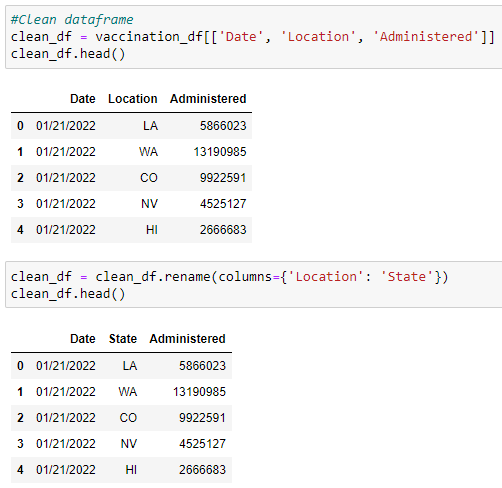 #Clean dataframe
clean_df = vaccination_df[['Date', 'Location', 'Administered']]
clean_df.head()
Date Location Administered
0 01/21/2022 LA 5866023
1 01/21/2022 WA 13190985
2 01/21/2022 CO 9922591
3 01/21/2022 NV 4525127
4 01/21/2022 HI 2666683
clean_df = clean_df.rename(columns={'Location': 'State'})
clean_df.head()
Date State Administered
0 01/21/2022 LA 5866023
1 01/21/2022 WA 13190985
2 01/21/2022 CO 9922591
3 01/21/2022 NV 4525127
4 01/21/2022 HI 2666683